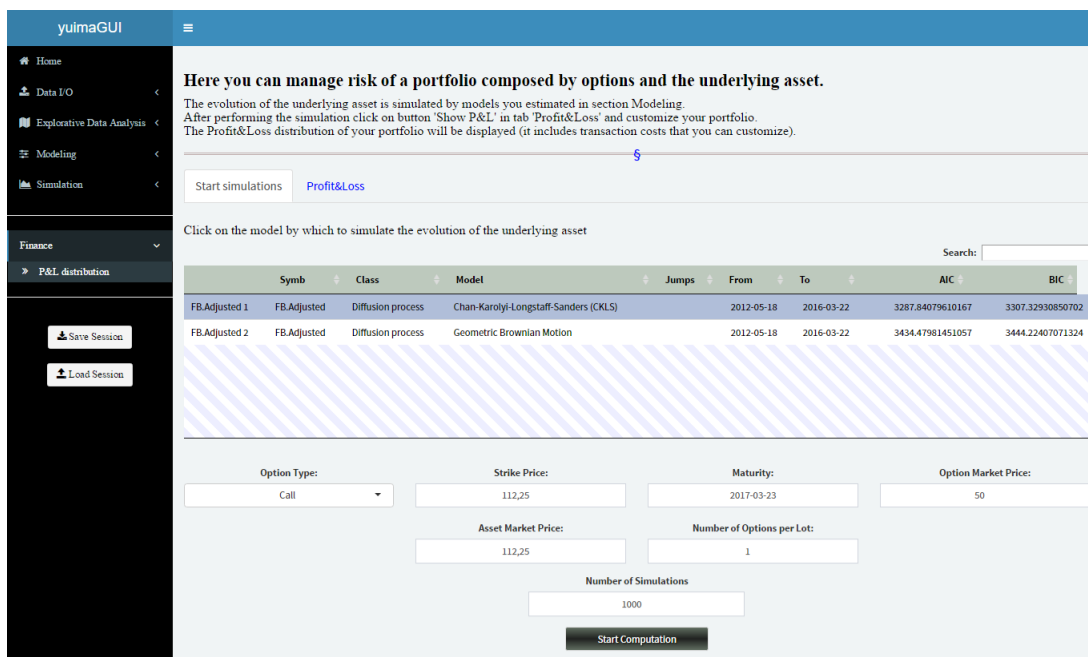 yuimaGUI
Home
Data I/O
Explorative Data Analysis
Modeling
Simulation
Finance
» P&L distribution
Save Session
Load Session
Here you can manage risk of a portfolio composed by options and the underlying asset.
The evolution of the underlying asset is simulated by models you estimated in section Modeling.
After performing the simulation click on button 'Show P&L' in tab 'Profit&Loss' and customize your portfolio.
The Profit&Loss distribution of your portfolio will be displayed (it includes transaction costs that you can customize).
§
Start simulations Profit&Loss
Click on the model by which to simulate the evolution of the underlying asset
Search:
Symb Class Model Jumps From To AIC BIC
FB.Adjusted 1 FB.Adjusted Diffusion process Chan-Karolyi-Longstaff-Sanders (CKLS) 2012-05-18 2016-03-22 3287.84079610167 3307.32930850702
FB.Adjusted 2 FB.Adjusted Diffusion process Geometric Brownian Motion 2012-05-18 2016-03-22 3434.47981451057 3444.22407071324
Option Type: Strike Price: Maturity: Option Market Price:
Call 112,25 2017-03-23 50
Asset Market Price: Number of Options per Lot:
112,25 1
Number of Simulations
1000
Start Computation